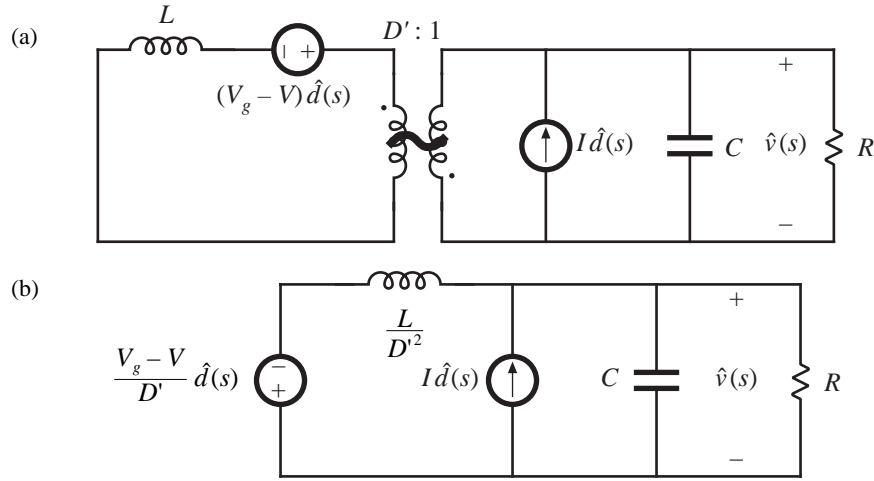 (a)
L
− +
(V_g – V) d̂(s)
D′ : 1
I d̂(s)
C
+
v̂(s)
–
R
(b)
L/D′²
(V_g – V)/D′ d̂(s)
–
+
I d̂(s)
C
+
v̂(s)
–
R